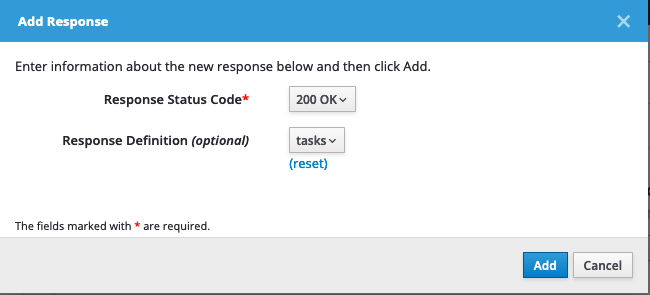 Add Response
Enter information about the new response below and then click Add.
Response Status Code* 200 OK
Response Definition (optional) tasks
(reset)
The fields marked with * are required.
Add Cancel